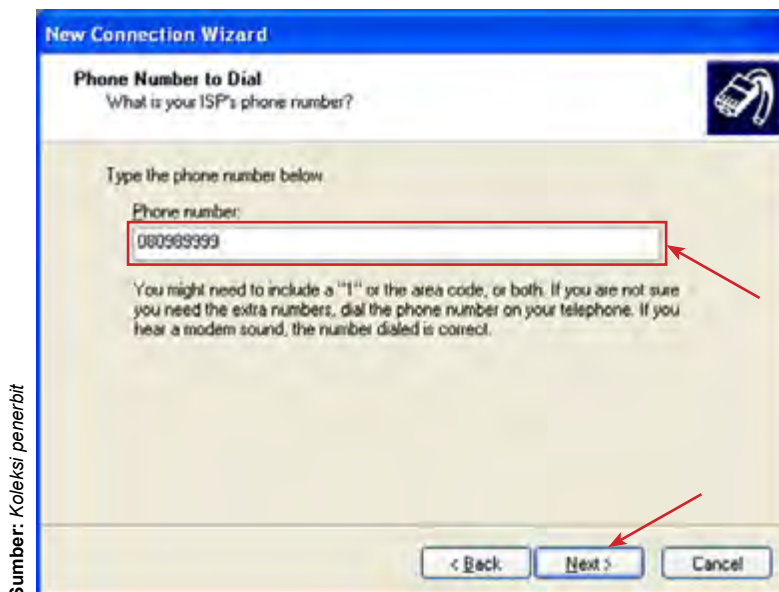 New Connection Wizard
Phone Number to Dial
What is your ISP's phone number?
Type the phone number below.
Phone number:
080989999
You might need to include a "1" or the area code, or both. If you are not sure
you need the extra numbers, dial the phone number on your telephone. If you
hear a modem sound, the number dialed is correct.
< Back
Next >
Cancel
Sumber: Koleksi penerbit